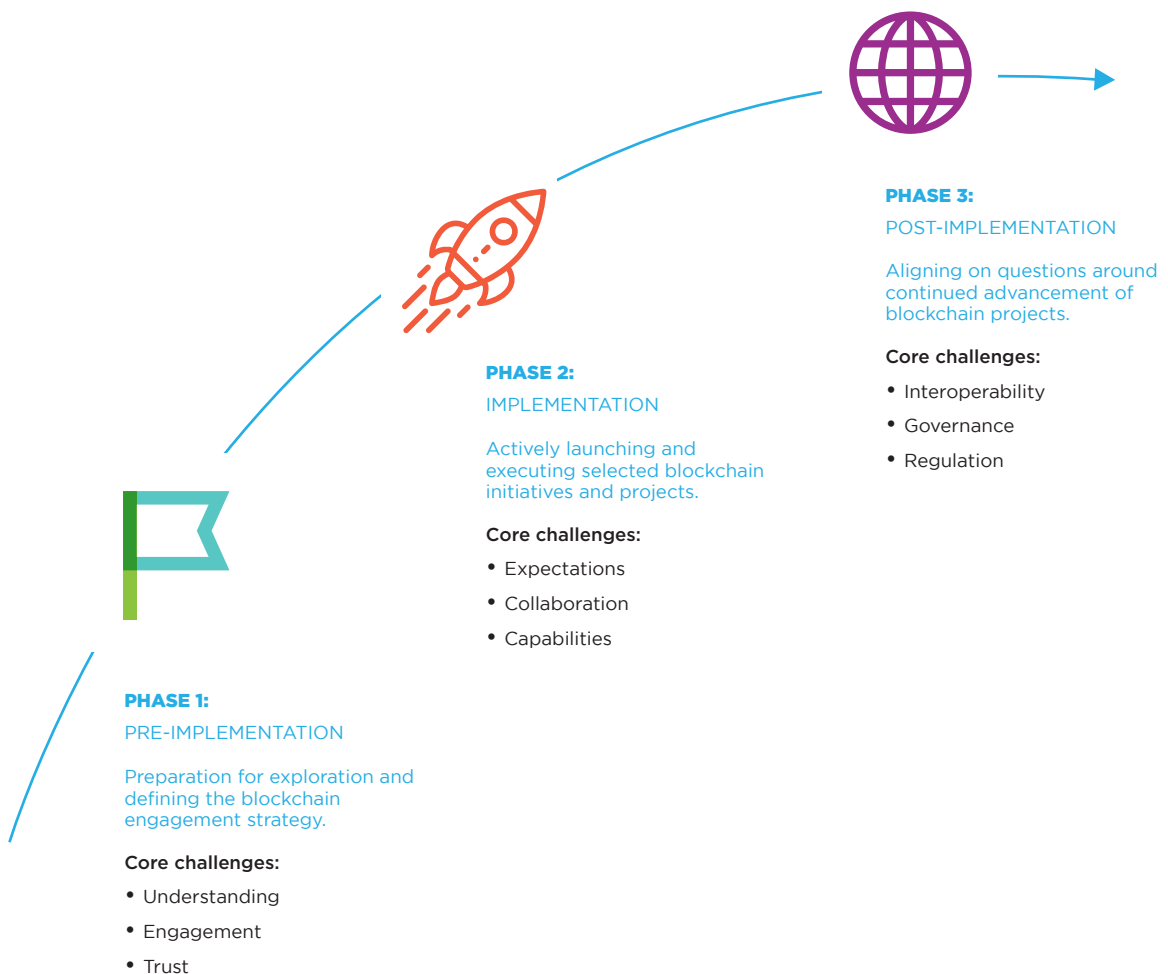 PHASE 3:
POST-IMPLEMENTATION
Aligning on questions around
continued advancement of
blockchain projects.
Core challenges:
• Interoperability
• Governance
• Regulation
PHASE 2:
IMPLEMENTATION
Actively launching and
executing selected blockchain
initiatives and projects.
Core challenges:
• Expectations
• Collaboration
• Capabilities
PHASE 1:
PRE-IMPLEMENTATION
Preparation for exploration and
defining the blockchain
engagement strategy.
Core challenges:
• Understanding
• Engagement
• Trust